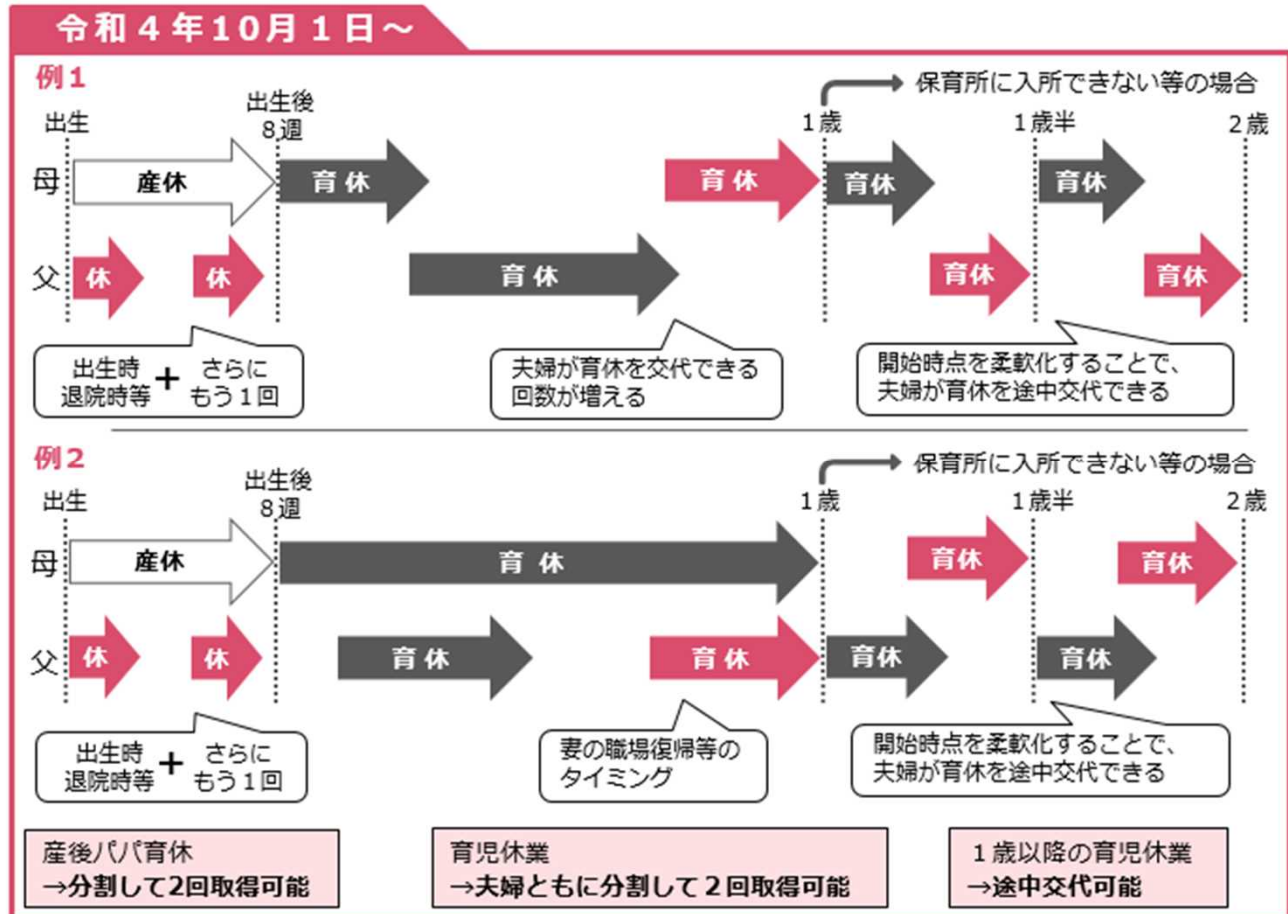 令和４年10月１日～
例１
保育所に入所できない等の場合
出生
出生後
８週
１歳
１歳半
２歳
母
産休
育休
育休
育休
育休
父
休
休
育休
育休
育休
出生時
退院時等
＋
さらに
もう１回
夫婦が育休を交代できる
回数が増える
開始時点を柔軟化することで、
夫婦が育休を途中交代できる
例２
保育所に入所できない等の場合
出生
出生後
８週
１歳
１歳半
２歳
母
産休
育休
育休
育休
父
休
休
育休
育休
育休
育休
出生時
退院時等
＋
さらに
もう１回
妻の職場復帰等の
タイミング
開始時点を柔軟化することで、
夫婦が育休を途中交代できる
産後パパ育休
→分割して2回取得可能
育児休業
→夫婦ともに分割して２回取得可能
１歳以降の育児休業
→途中交代可能